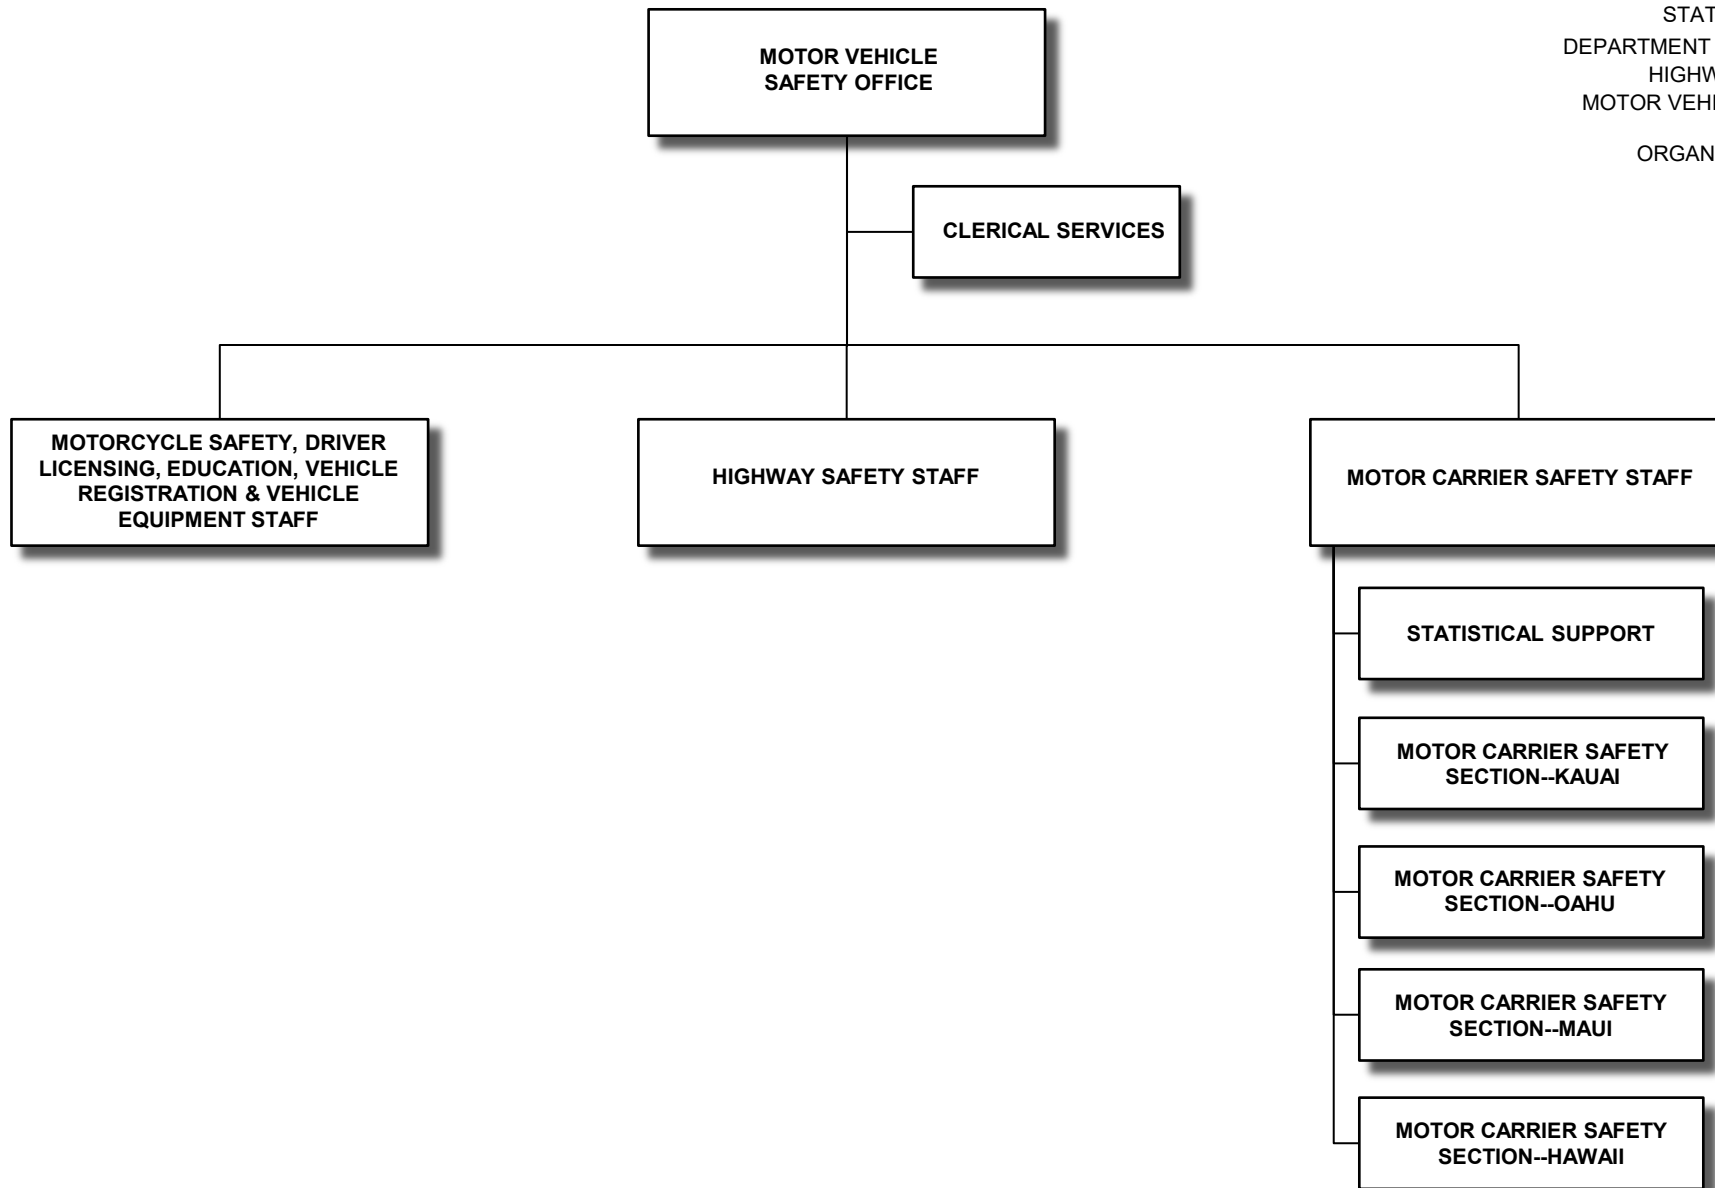 STAT
DEPARTMENT
HIGHW
MOTOR VEHI
ORGAN
MOTOR VEHICLE
SAFETY OFFICE
CLERICAL SERVICES
MOTORCYCLE SAFETY, DRIVER
LICENSING, EDUCATION, VEHICLE
REGISTRATION & VEHICLE
EQUIPMENT STAFF
HIGHWAY SAFETY STAFF
MOTOR CARRIER SAFETY STAFF
STATISTICAL SUPPORT
MOTOR CARRIER SAFETY
SECTION--KAUAI
MOTOR CARRIER SAFETY
SECTION--OAHU
MOTOR CARRIER SAFETY
SECTION--MAUI
MOTOR CARRIER SAFETY
SECTION--HAWAII